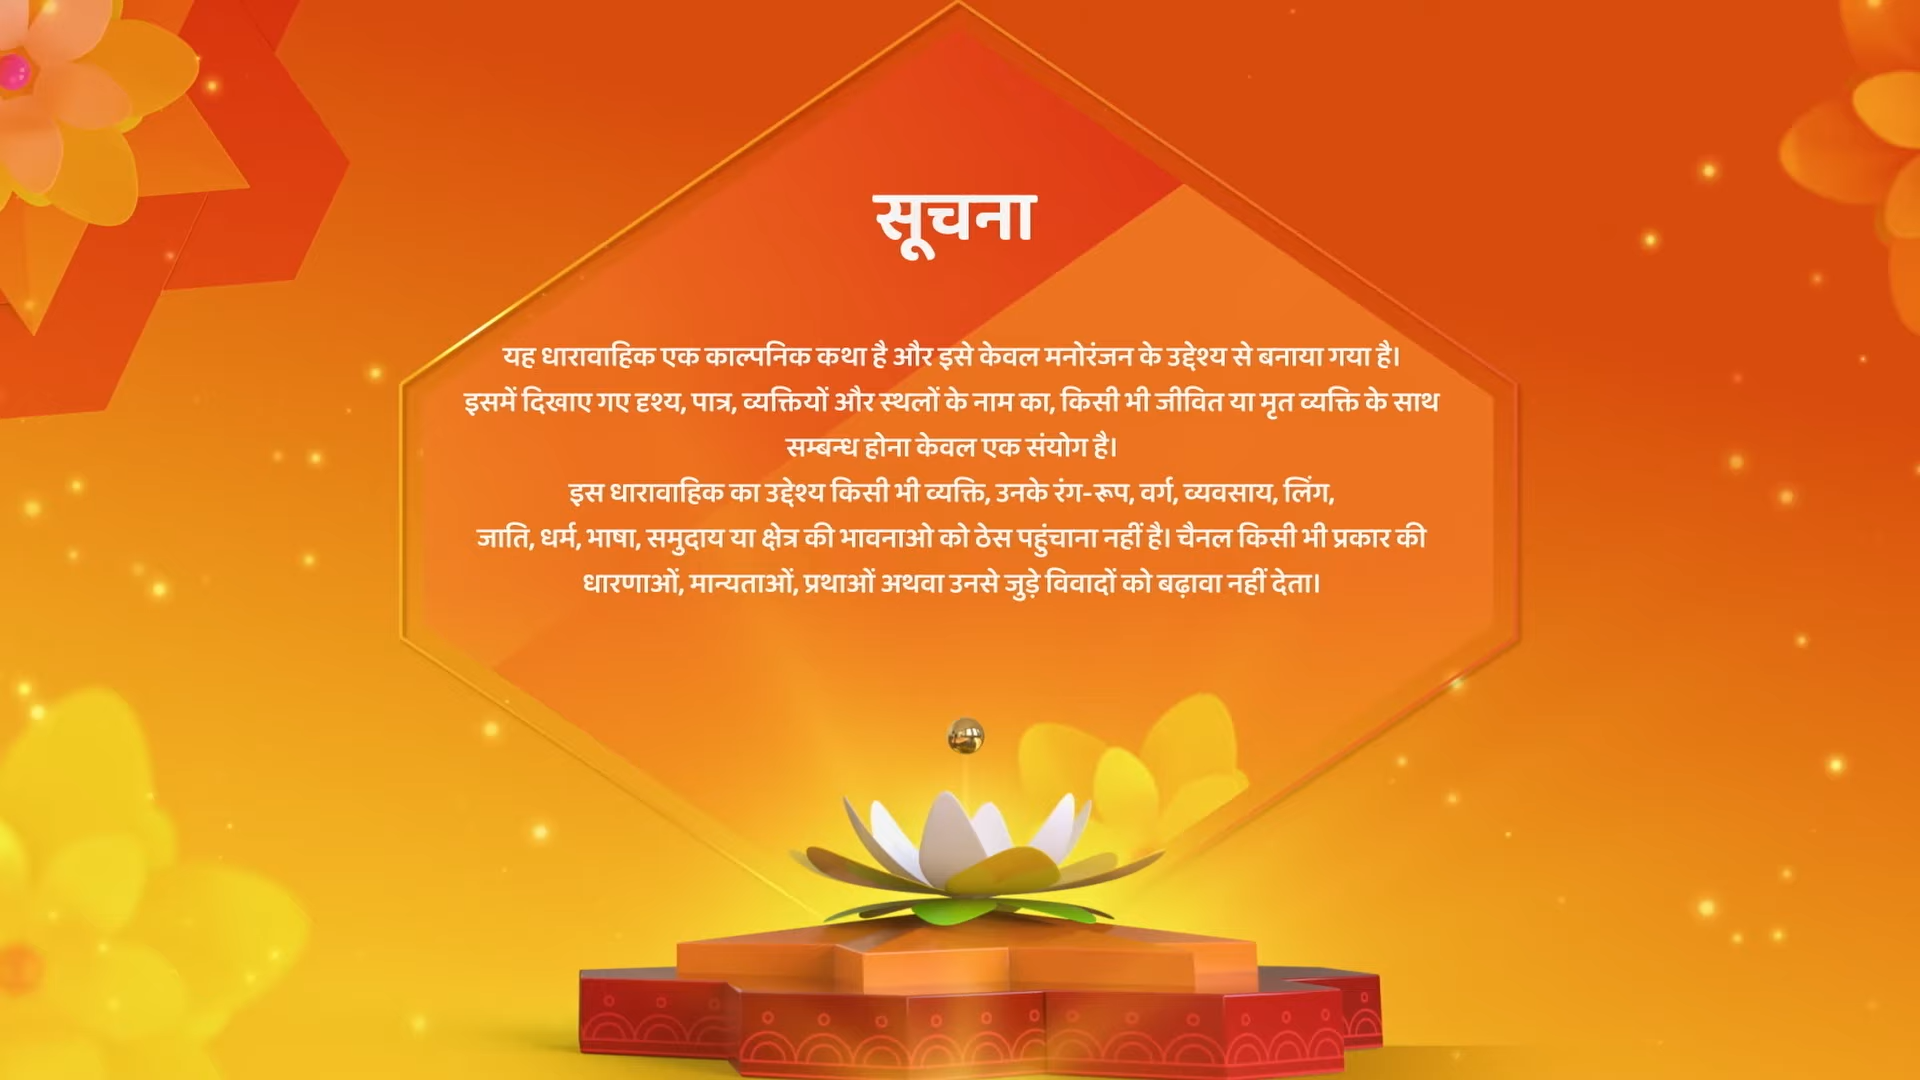 सूचना
यह धारावाहिक एक काल्पनिक कथा है और इसे केवल मनोरंजन के उद्देश्य से बनाया गया है।
इसमें दिखाए गए दृश्य, पात्र, व्यक्तियों और स्थलों के नाम का, किसी भी जीवित या मृत व्यक्ति के साथ
सम्बन्ध होना केवल एक संयोग है।
इस धारावाहिक का उद्देश्य किसी भी व्यक्ति, उनके रंग-रूप, वर्ग, व्यवसाय, लिंग,
जाति, धर्म, भाषा, समुदाय या क्षेत्र की भावनाओ को ठेस पहुंचाना नहीं है। चैनल किसी भी प्रकार की
धारणाओं, मान्यताओं, प्रथाओं अथवा उनसे जुड़े विवादों को बढ़ावा नहीं देता।